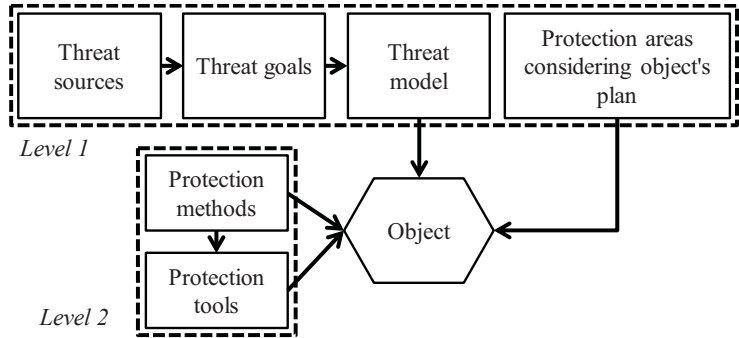 Threat
sources
Threat goals
Threat
model
Protection areas
considering object's
plan
Level 1
Protection
methods
Object
Protection
tools
Level 2